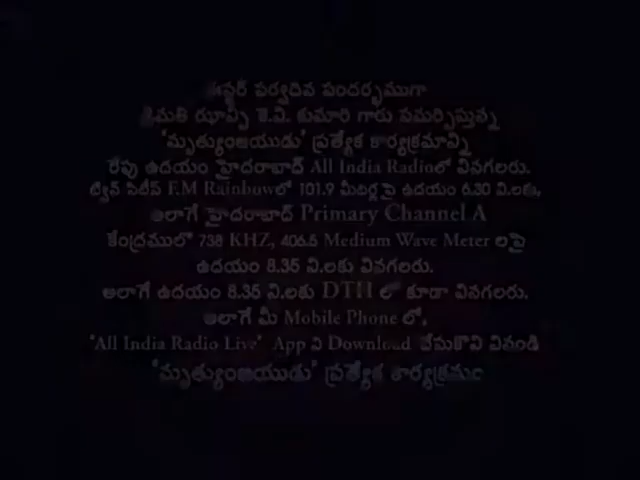 ఈస్టర్ పర్వదిన సందర్భముగా
శ్రీమతి ఝాన్సీ కె.వి. కుమారి గారు సమర్పిస్తున్న
'మృత్యుంజయుడు' ప్రత్యేక కార్యక్రమాన్ని
రేపు ఉదయం హైదరాబాద్ All India Radioలో వినగలరు.
ట్విన్ సిటీస్ F.M Rainbowలో 101.9 మీటర్లపై ఉదయం 6.30 ని.లకు,
అలాగే హైదరాబాద్ Primary Channel A
కేంద్రములో 738 KHZ, 406.5 Medium Wave Meter లపై
ఉదయం 8.35 ని.లకు వినగలరు.
అలాగే ఉదయం 8.35 ని.లకు DTH లో కూడా వినగలరు.
అలాగే మీ Mobile Phone లో,
'All India Radio Live' App ని Download చేసుకొని వినండి
'మృత్యుంజయుడు' ప్రత్యేక కార్యక్రమం